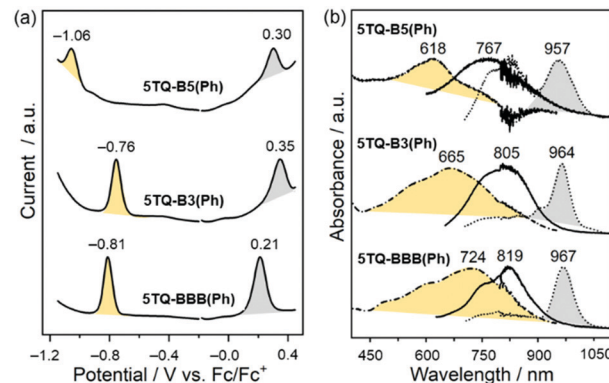 (a)
−1.06
0.30
5TQ-B5(Ph)
−0.76
0.35
5TQ-B3(Ph)
−0.81
0.21
5TQ-BBB(Ph)
Current / a.u.
−1.2 −0.8 −0.4 0.0 0.4
Potential / V vs. Fc/Fc⁺
(b)
5TQ-B5(Ph)
618 767 957
5TQ-B3(Ph)
665 805 964
5TQ-BBB(Ph)
724 819 967
Absorbance / a.u.
450 600 750 900 1050
Wavelength / nm